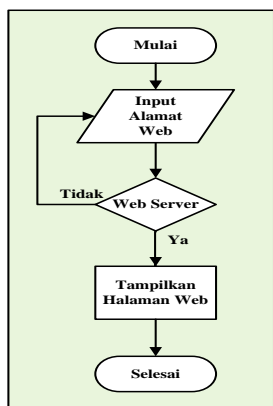 Mulai
Input
Alamat
Web
Tidak
Web Server
Ya
Tampilkan
Halaman Web
Selesai